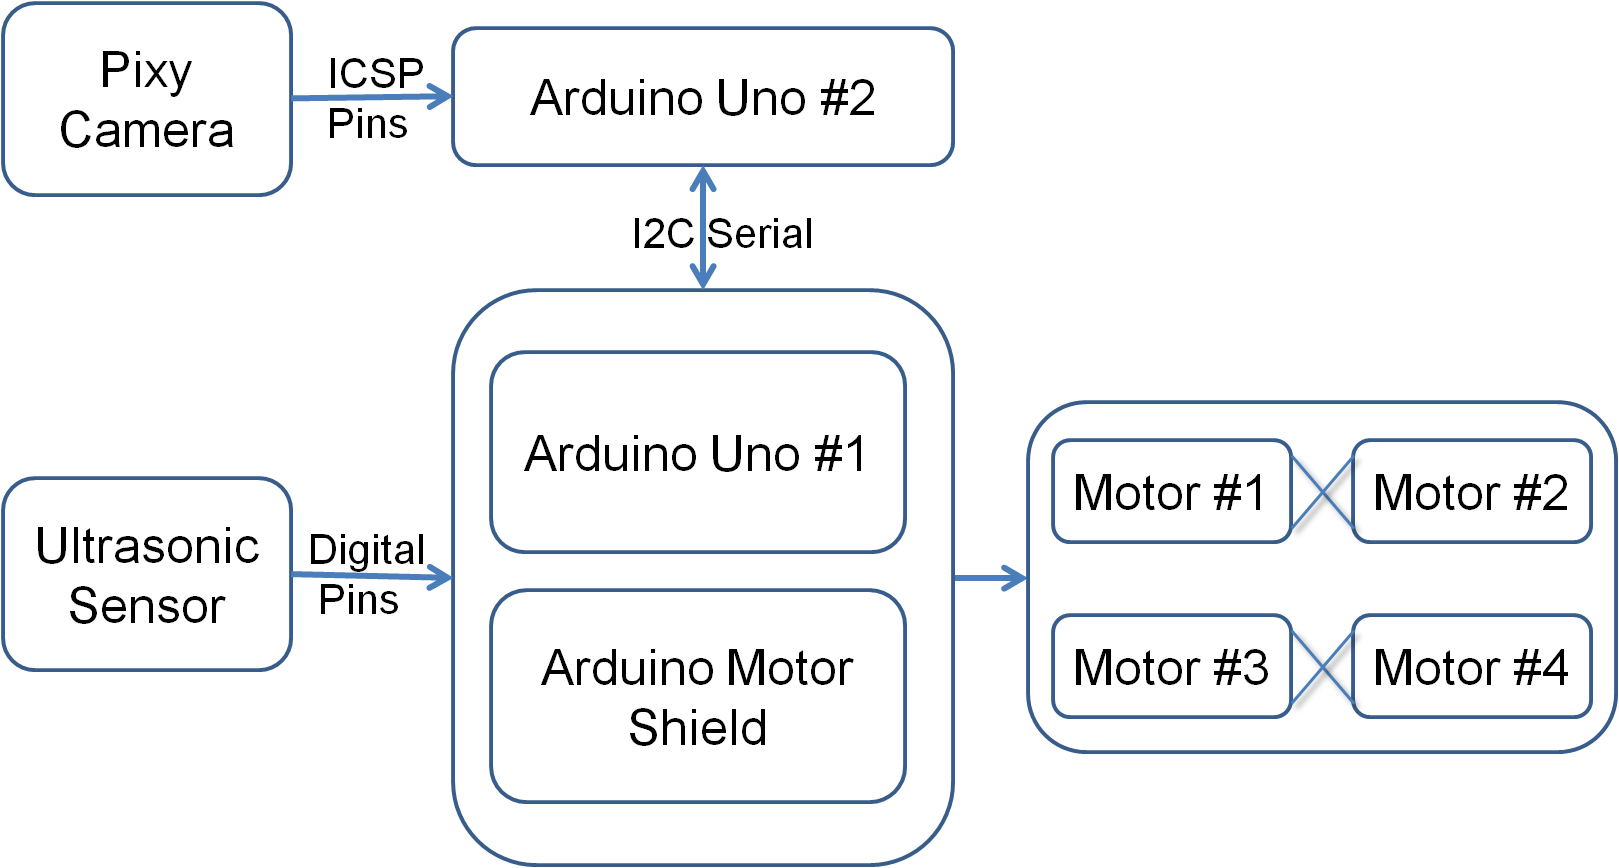 Pixy
Camera
ICSP
Pins
Arduino Uno #2
I2C Serial
Arduino Uno #1
Ultrasonic
Sensor
Digital
Pins
Arduino Motor
Shield
Motor #1
Motor #2
Motor #3
Motor #4